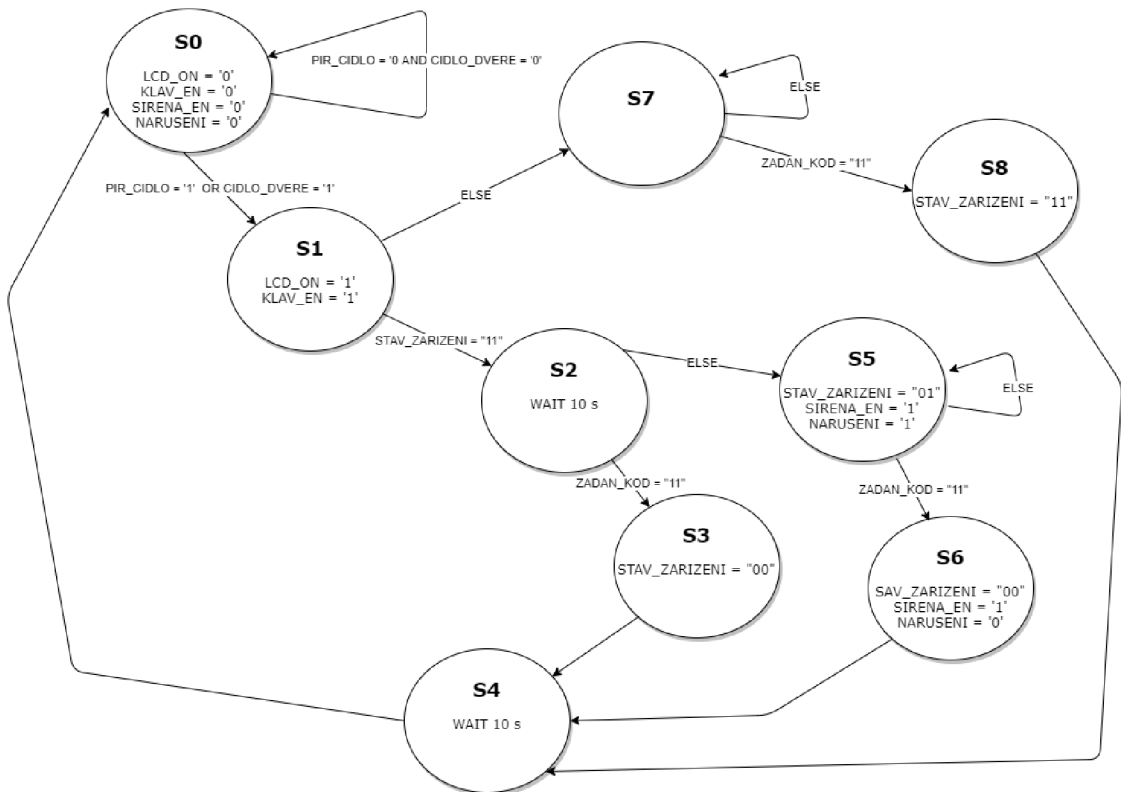 S0
LCD_ON = '0'
KLAV_EN = '0'
SIRENA_EN = '0'
NARUSENI = '0'
PIR_CIDLO = '0 AND CIDLO_DVERE = '0'
PIR_CIDLO = '1' OR CIDLO_DVERE = '1'
S7
ELSE
ELSE
ZADAN_KOD = "11"
S8
STAV_ZARIZENI = "11"
S1
LCD_ON = '1'
KLAV_EN = '1'
STAV_ZARIZENI = "11"
S2
WAIT 10 s
ELSE
S5
STAV_ZARIZENI = "01"
SIRENA_EN = '1'
NARUSENI = '1'
ELSE
ZADAN_KOD = "11"
ZADAN_KOD = "11"
S3
STAV_ZARIZENI = "00"
S6
SAV_ZARIZENI = "00"
SIRENA_EN = '1'
NARUSENI = '0'
S4
WAIT 10 s